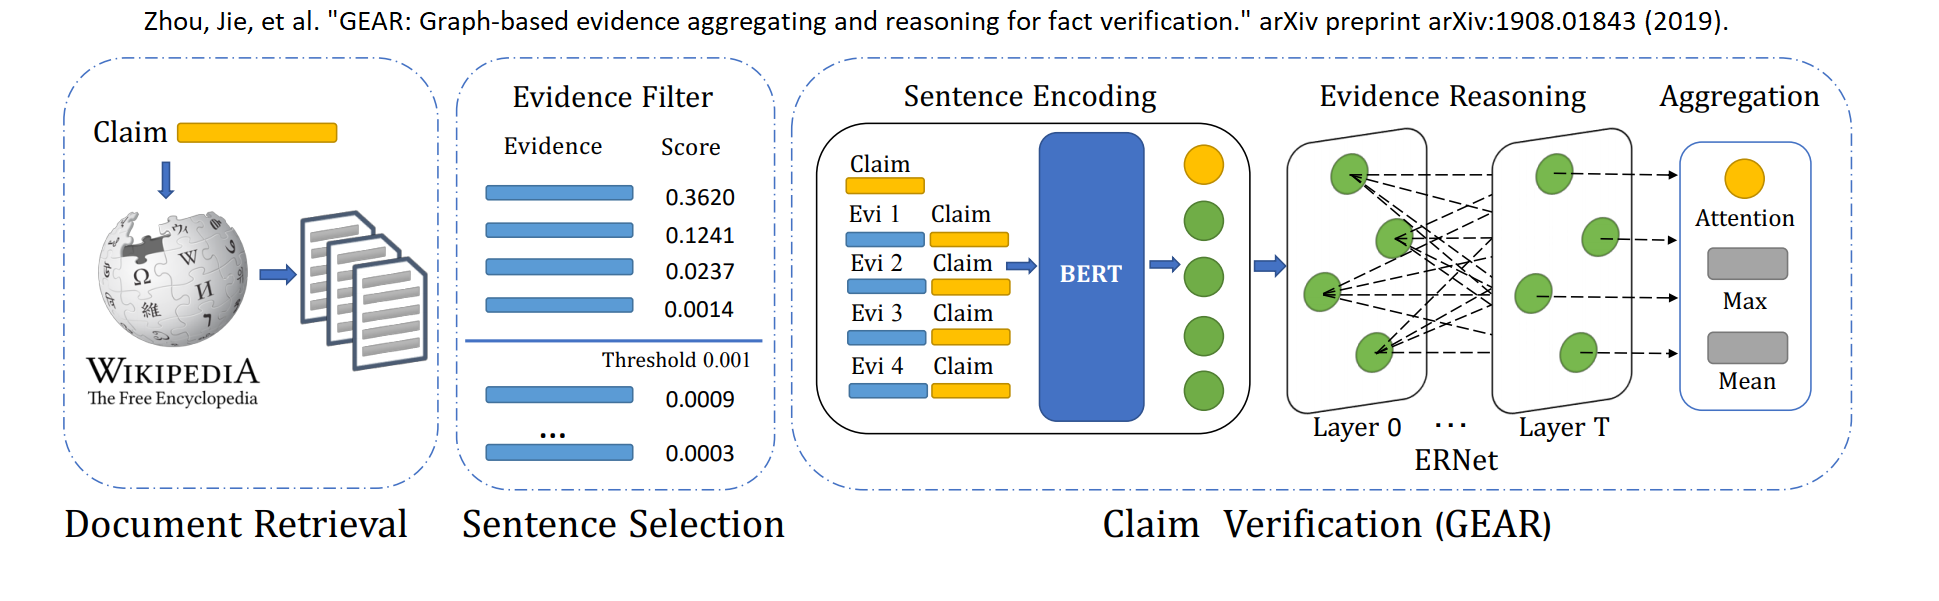 Zhou, Jie, et al. "GEAR: Graph-based evidence aggregating and reasoning for fact verification." arXiv preprint arXiv:1908.01843 (2019).
Claim
Ω
W
И
維
7
WIKIPEDIA
The Free Encyclopedia
Document Retrieval
Evidence Filter
Evidence Score
0.3620
0.1241
0.0237
0.0014
Threshold 0.001
0.0009
...
0.0003
Sentence Selection
Sentence Encoding
Claim
Evi 1 Claim
Evi 2 Claim
Evi 3 Claim
Evi 4 Claim
BERT
Evidence Reasoning
Layer 0 ... Layer T
ERNet
Aggregation
Attention
Max
Mean
Claim Verification (GEAR)